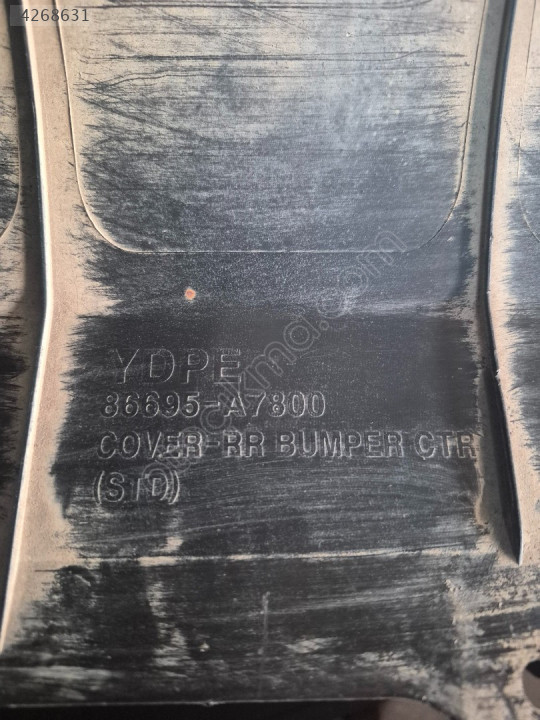 4268631
YDPE
86695-A7800
COVER-RR BUMPER CTR
(STD)